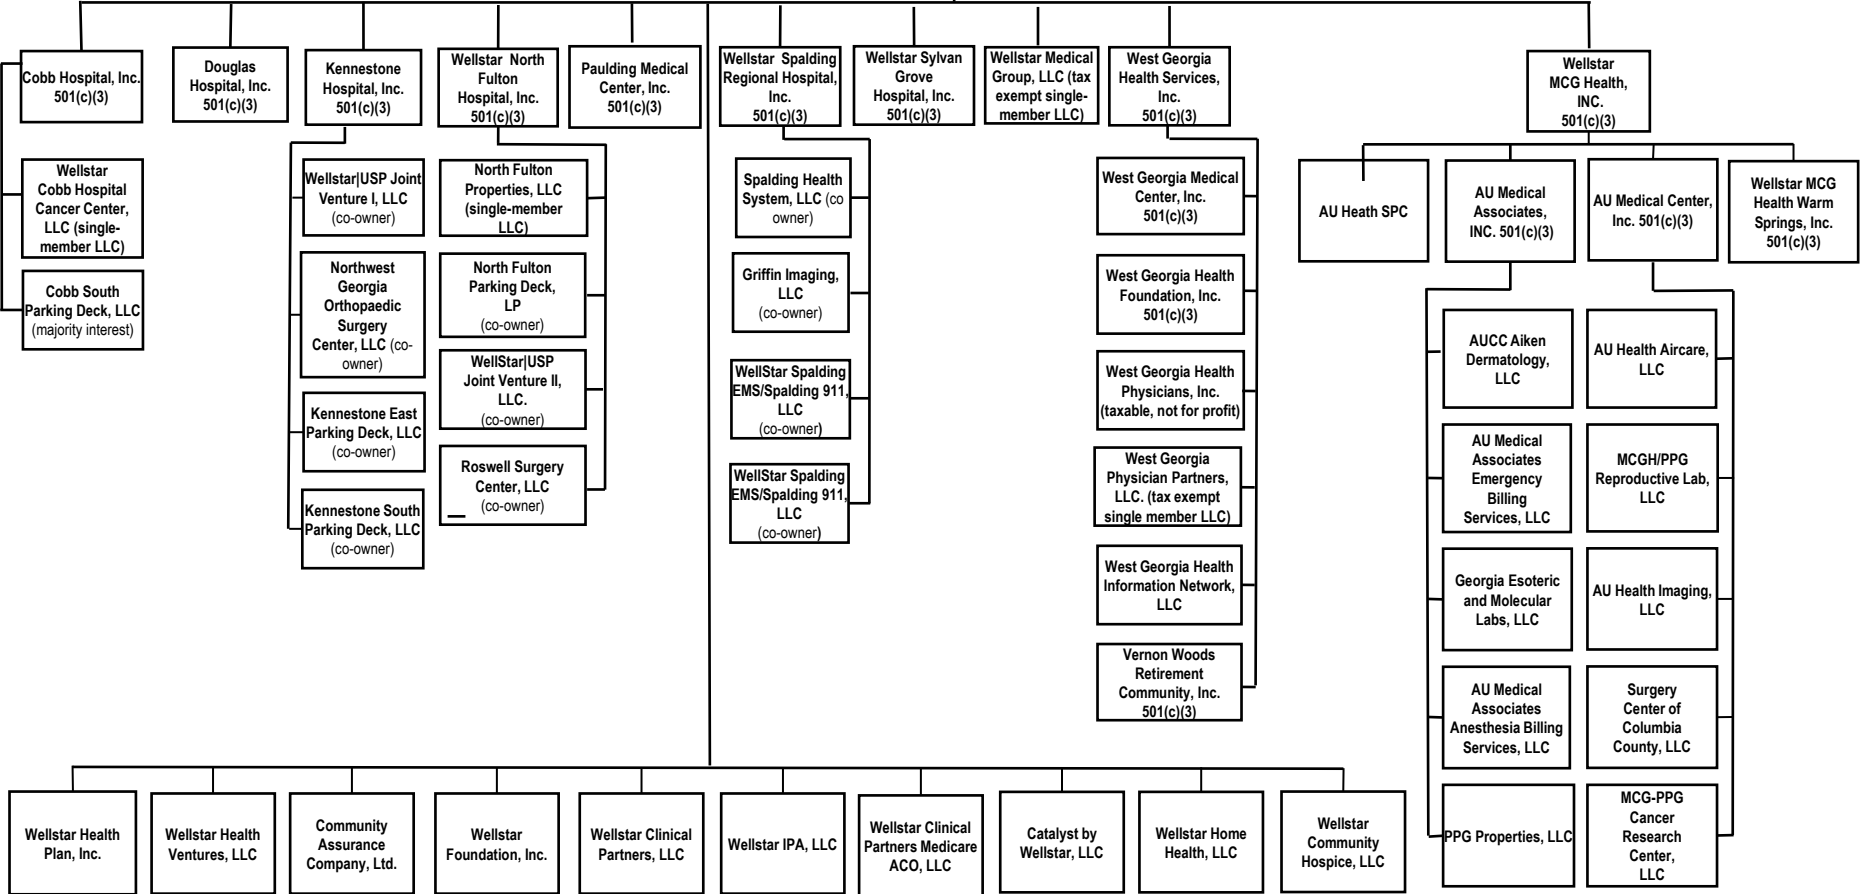 Cobb Hospital, Inc.
501(c)(3)
Wellstar
Cobb Hospital
Cancer Center,
LLC (single-
member LLC)
Cobb South
Parking Deck, LLC
(majority interest)
Douglas
Hospital, Inc.
501(c)(3)
Kennestone
Hospital, Inc.
501(c)(3)
Wellstar|USP Joint
Venture I, LLC
(co-owner)
Northwest
Georgia
Orthopaedic
Surgery
Center, LLC (co-
owner)
Kennestone East
Parking Deck, LLC
(co-owner)
Kennestone South
Parking Deck, LLC
(co-owner)
Wellstar North
Fulton
Hospital, Inc.
501(c)(3)
North Fulton
Properties, LLC
(single-member
LLC)
North Fulton
Parking Deck,
LP
(co-owner)
WellStar|USP
Joint Venture II,
LLC.
(co-owner)
Roswell Surgery
Center, LLC
(co-owner)
Paulding Medical
Center, Inc.
501(c)(3)
Wellstar Spalding
Regional Hospital,
Inc.
501(c)(3)
Spalding Health
System, LLC (co
owner)
Griffin Imaging,
LLC
(co-owner)
WellStar Spalding
EMS/Spalding 911,
LLC
(co-owner)
WellStar Spalding
EMS/Spalding 911,
LLC
(co-owner)
Wellstar Sylvan
Grove
Hospital, Inc.
501(c)(3)
Wellstar Medical
Group, LLC (tax
exempt single-
member LLC)
West Georgia
Health Services,
Inc.
501(c)(3)
West Georgia Medical
Center, Inc.
501(c)(3)
West Georgia Health
Foundation, Inc.
501(c)(3)
West Georgia Health
Physicians, Inc.
(taxable, not for profit)
West Georgia
Physician Partners,
LLC. (tax exempt
single member LLC)
West Georgia Health
Information Network,
LLC
Vernon Woods
Retirement
Community, Inc.
501(c)(3)
Wellstar
MCG Health,
INC.
501(c)(3)
AU Heath SPC
AU Medical
Associates,
INC. 501(c)(3)
AU Medical Center,
Inc. 501(c)(3)
Wellstar MCG
Health Warm
Springs, Inc.
501(c)(3)
AUCC Aiken
Dermatology,
LLC
AU Medical
Associates
Emergency
Billing
Services, LLC
Georgia Esoteric
and Molecular
Labs, LLC
AU Medical
Associates
Anesthesia Billing
Services, LLC
PPG Properties, LLC
AU Health Aircare,
LLC
MCGH/PPG
Reproductive Lab,
LLC
AU Health Imaging,
LLC
Surgery
Center of
Columbia
County, LLC
MCG-PPG
Cancer
Research
Center,
LLC
Wellstar Health
Plan, Inc.
Wellstar Health
Ventures, LLC
Community
Assurance
Company, Ltd.
Wellstar
Foundation, Inc.
Wellstar Clinical
Partners, LLC
Wellstar IPA, LLC
Wellstar Clinical
Partners Medicare
ACO, LLC
Catalyst by
Wellstar, LLC
Wellstar Home
Health, LLC
Wellstar
Community
Hospice, LLC